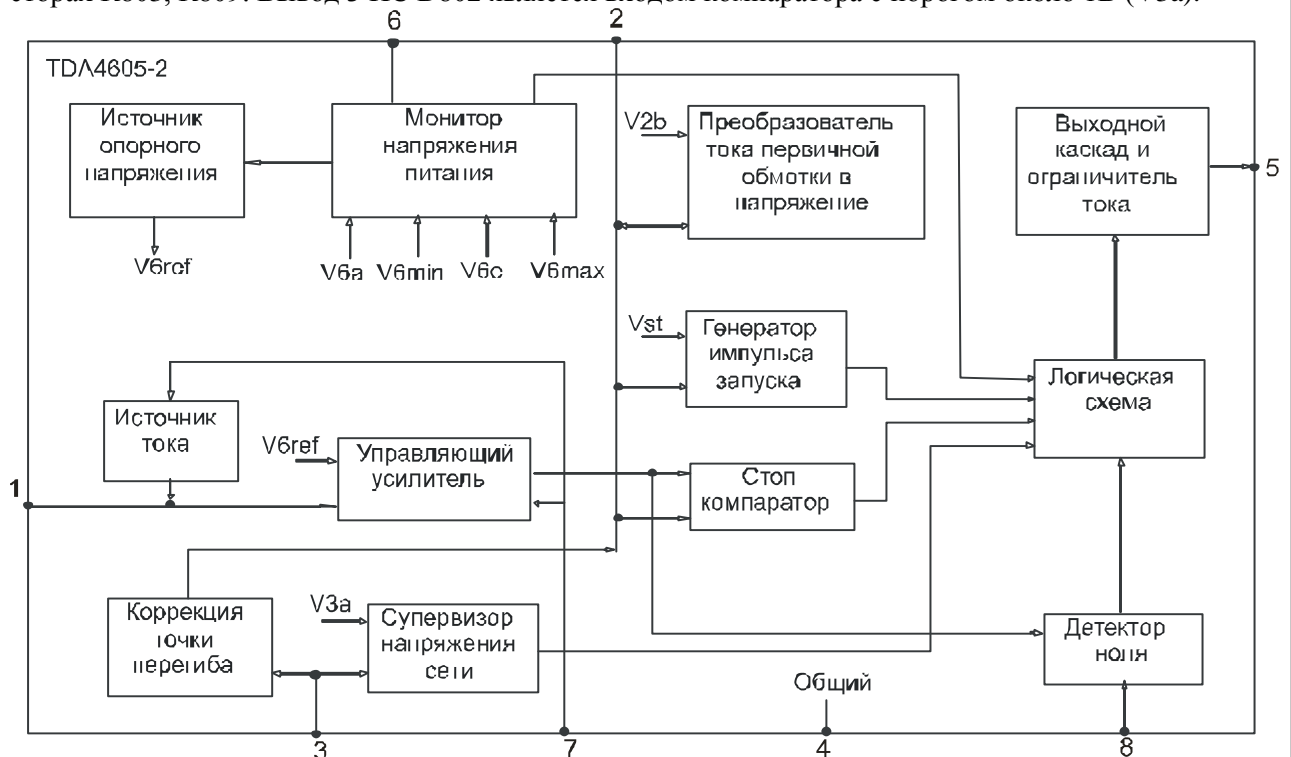 6
2
TDA4605-2
Источник
опорного
напряжения
Монитор
напряжения
питания
V2b
Преобразователь
тока первичной
обмотки в
напряжение
Выходной
каскад и
ограничитель
тока
5
V6ref
V6a
V6min
V6c
V6max
Vst
Генератор
импульса
запуска
Логическая
схема
Источник
тока
V6ref
Управляющий
усилитель
Стоп
компаратор
1
Коррекция
точки
перегиба
V3a
Супервизор
напряжения
сети
Детектор
ноля
Общий
3
7
4
8